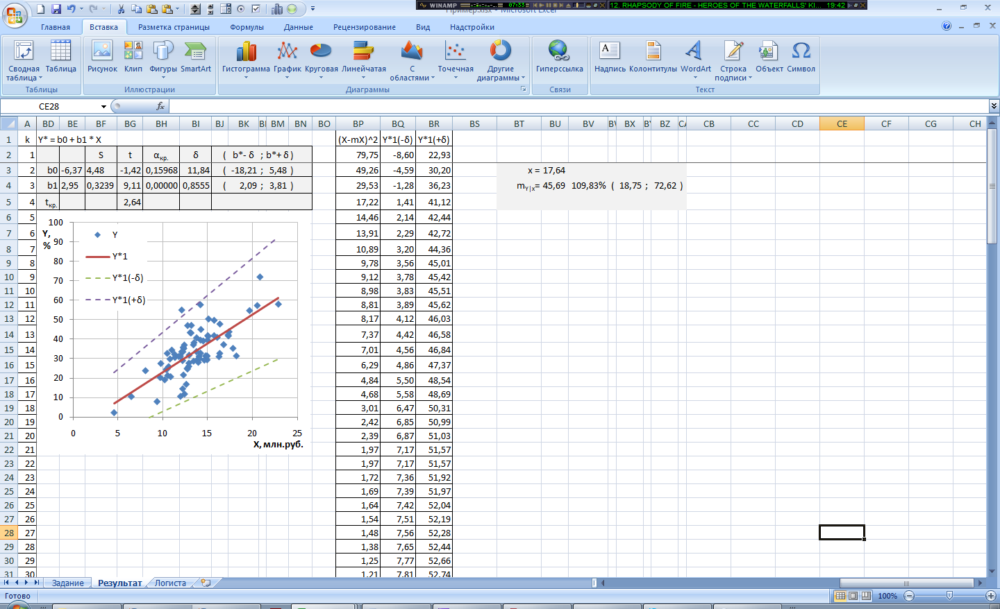 WINAMP 07:33 12. RHAPSODY OF FIRE - HEROES OF THE WATERFALLS' KI... 19:42
Пример.xlsx - Microsoft Excel
Главная Вставка Разметка страницы Формулы Данные Рецензирование Вид Надстройки
Сводная таблица Таблица Рисунок Клип Фигуры SmartArt Гистограмма График Круговая Линейчатая С областями Точечная Другие диаграммы Гиперссылка Надпись Колонтитулы WordArt Строка подписи Объект Символ
Таблицы Иллюстрации Диаграммы Связи Текст
CE28 fx
A BD BE BF BG BH BI BJ BK BM BN BO BP BQ BR BS BT BU BV BX BZ CB CC CD CE CF CG CH
1 k Y* = b0 + b1 * X (X-mX)^2 Y*1(-δ) Y*1(+δ)
2 1 S t αкр. δ ( b*- δ ; b*+ δ ) 79,75 -8,60 22,93
3 2 b0 -6,37 4,48 -1,42 0,15968 11,84 ( -18,21 ; 5,48 ) 49,26 -4,59 30,20 x = 17,64
4 3 b1 2,95 0,3239 9,11 0,00000 0,8555 ( 2,09 ; 3,81 ) 29,53 -1,28 36,23 mY|x= 45,69 109,83% ( 18,75 ; 72,62 )
5 4 tкр. 2,64 17,22 1,41 41,12
6 5 14,46 2,14 42,44
7 6 13,91 2,29 42,72
8 7 10,89 3,20 44,36
9 8 9,78 3,56 45,01
10 9 9,12 3,78 45,42
11 10 8,98 3,83 45,51
12 11 8,81 3,89 45,62
13 12 8,17 4,12 46,03
14 13 7,37 4,42 46,58
15 14 7,01 4,56 46,84
16 15 6,29 4,86 47,37
17 16 4,84 5,50 48,54
18 17 4,68 5,58 48,69
19 18 3,01 6,47 50,31
20 19 2,42 6,85 50,99
21 20 2,39 6,87 51,03
22 21 1,97 7,17 51,57
23 22 1,97 7,17 51,57
24 23 1,72 7,36 51,92
25 24 1,69 7,39 51,97
26 25 1,64 7,42 52,04
27 26 1,54 7,51 52,19
28 27 1,48 7,56 52,28
29 28 1,38 7,65 52,44
30 29 1,25 7,77 52,66
31 30 1,21 7,81 52,74
Y, %
100
90
80
70
60
50
40
30
20
10
0
Y
Y*1
Y*1(-δ)
Y*1(+δ)
0 5 10 15 20 25
X, млн.руб.
Задание Результат Логиста
Готово 100%